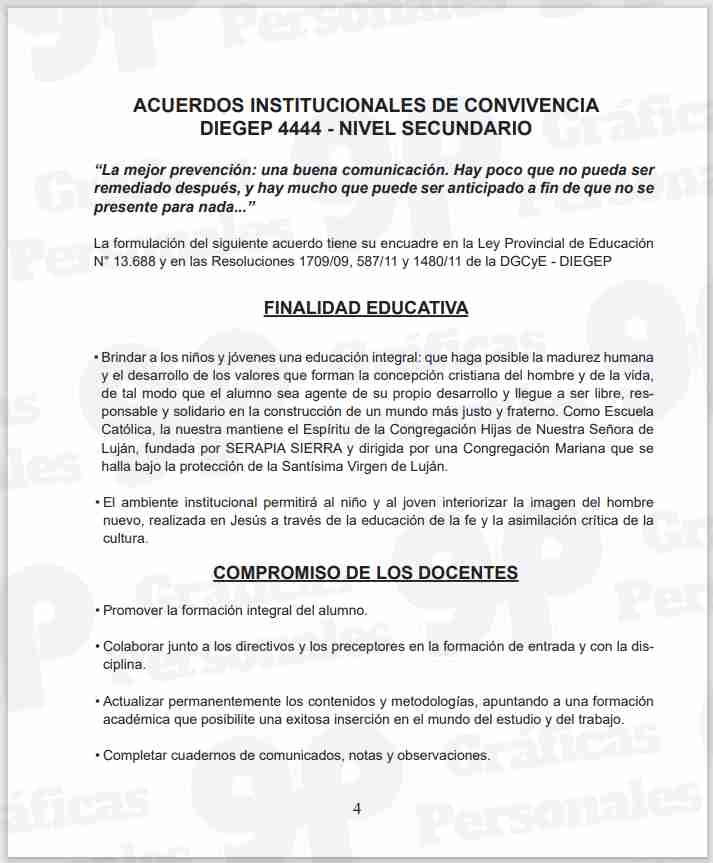 ACUERDOS INSTITUCIONALES DE CONVIVENCIA
DIEGEP 4444 - NIVEL SECUNDARIO
“La mejor prevención: una buena comunicación. Hay poco que no pueda ser
remediado después, y hay mucho que puede ser anticipado a fin de que no se
presente para nada...”
La formulación del siguiente acuerdo tiene su encuadre en la Ley Provincial de Educación
N° 13.688 y en las Resoluciones 1709/09, 587/11 y 1480/11 de la DGCyE - DIEGEP
FINALIDAD EDUCATIVA
• Brindar a los niños y jóvenes una educación integral: que haga posible la madurez humana
y el desarrollo de los valores que forman la concepción cristiana del hombre y de la vida,
de tal modo que el alumno sea agente de su propio desarrollo y llegue a ser libre, res-
ponsable y solidario en la construcción de un mundo más justo y fraterno. Como Escuela
Católica, la nuestra mantiene el Espíritu de la Congregación Hijas de Nuestra Señora de
Luján, fundada por SERAPIA SIERRA y dirigida por una Congregación Mariana que se
halla bajo la protección de la Santísima Virgen de Luján.
• El ambiente institucional permitirá al niño y al joven interiorizar la imagen del hombre
nuevo, realizada en Jesús a través de la educación de la fe y la asimilación crítica de la
cultura.
COMPROMISO DE LOS DOCENTES
• Promover la formación integral del alumno.
• Colaborar junto a los directivos y los preceptores en la formación de entrada y con la dis-
ciplina.
• Actualizar permanentemente los contenidos y metodologías, apuntando a una formación
académica que posibilite una exitosa inserción en el mundo del estudio y del trabajo.
• Completar cuadernos de comunicados, notas y observaciones.
4
gp Gráficas
Personales